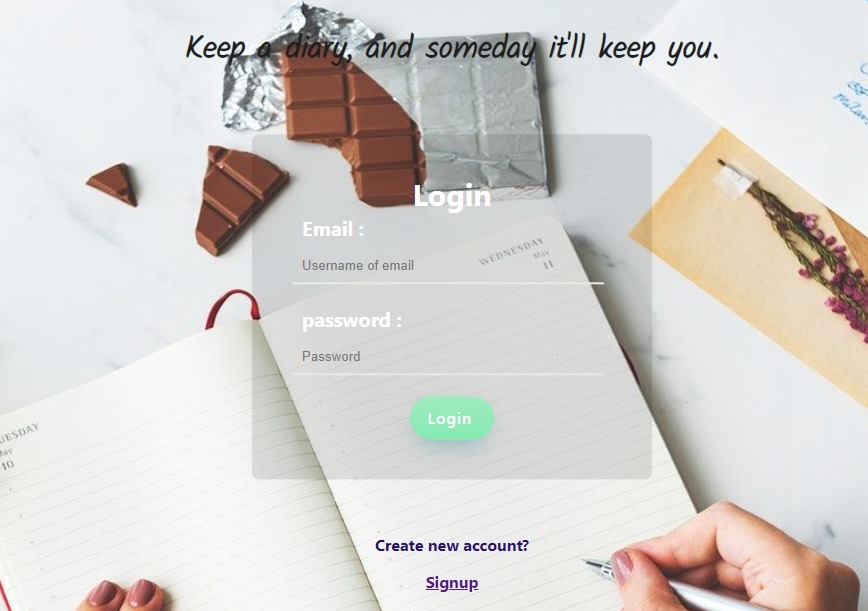 Keep a diary, and someday it'll keep you.
Login
Email :
Username of email
WEDNESDAY
May
11
password :
Password
Login
UESDAY
May
10
Create new account?
Signup